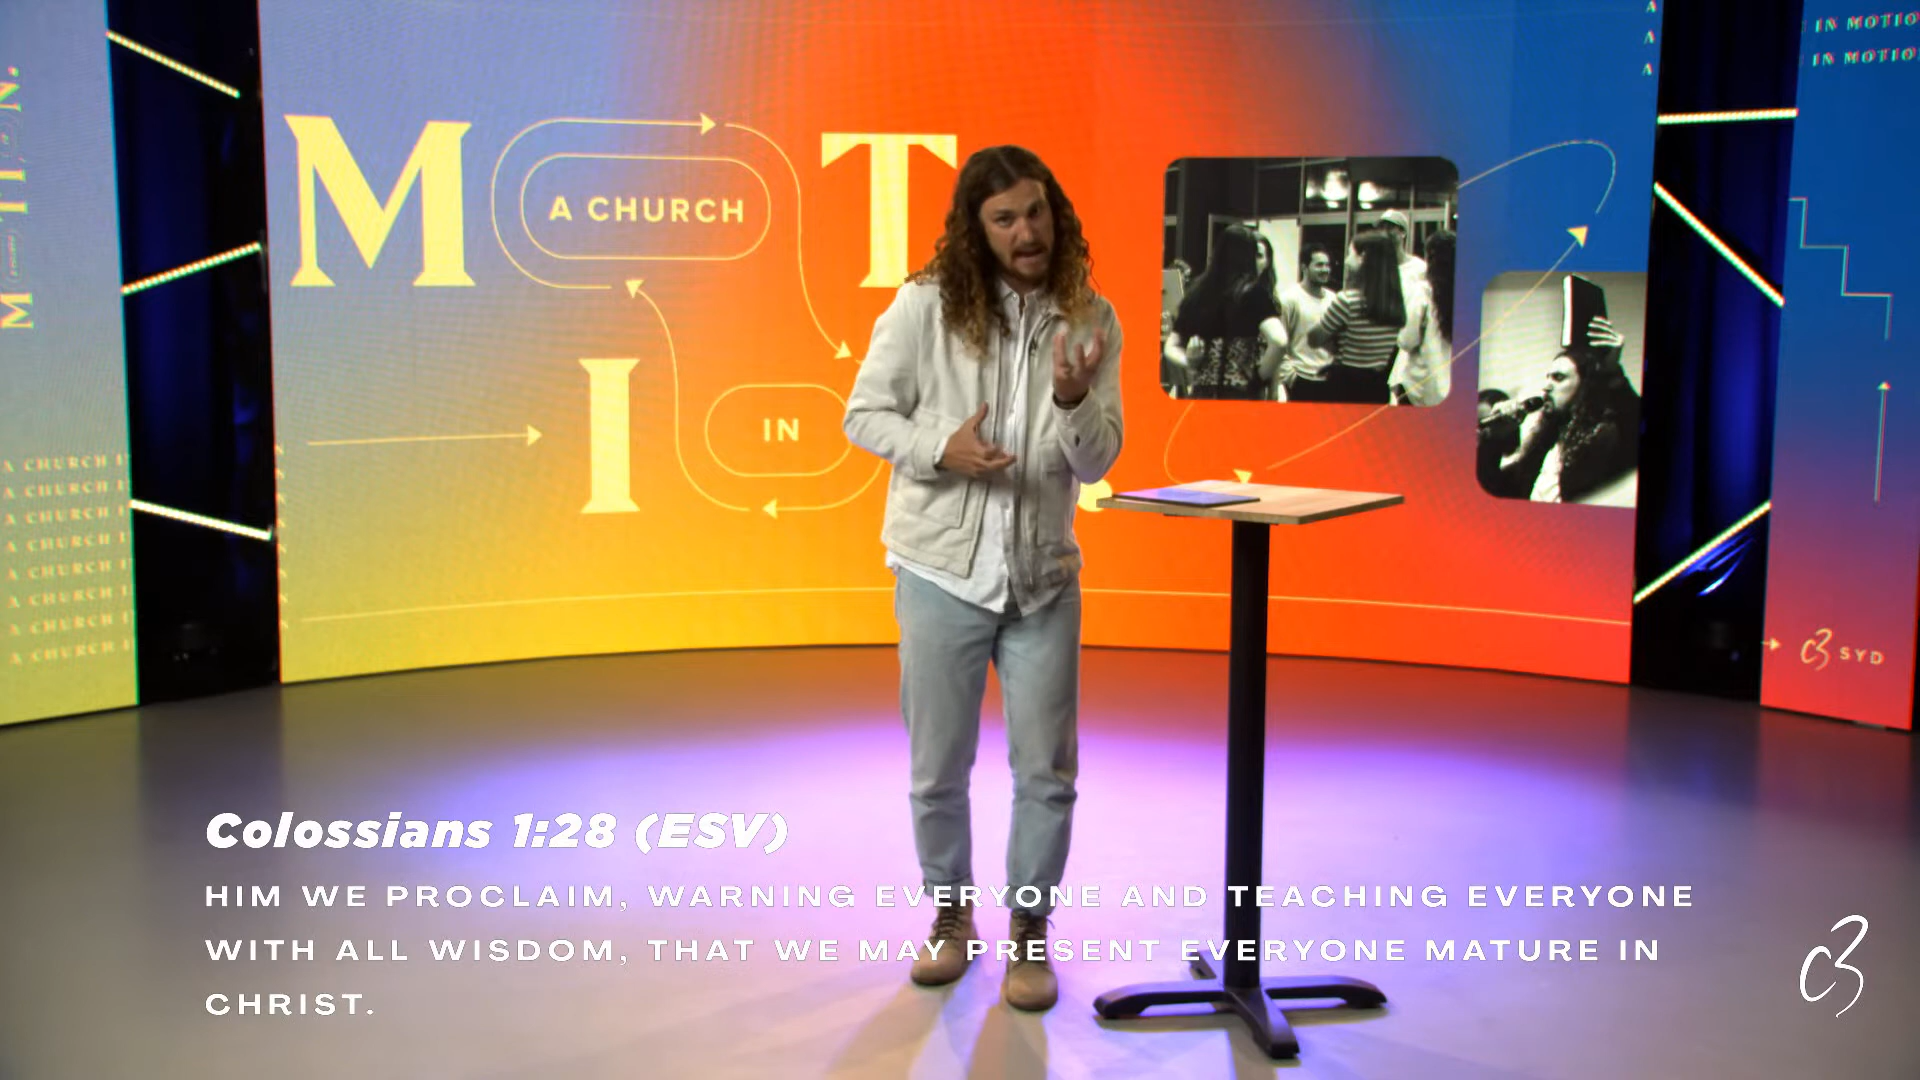 IN MOTIO
IN MOTIO
A
A
A
M
T
A CHURCH
I
IN
M
T
I
N.
A CHURCH I
A CHURCH I
A CHURCH I
A CHURCH I
A CHURCH I
A CHURCH I
A CHURCH I
A CHURCH I
c3 SYD
Colossians 1:28 (ESV)
HIM WE PROCLAIM, WARNING EVERYONE AND TEACHING EVERYONE
WITH ALL WISDOM, THAT WE MAY PRESENT EVERYONE MATURE IN
CHRIST.
c3